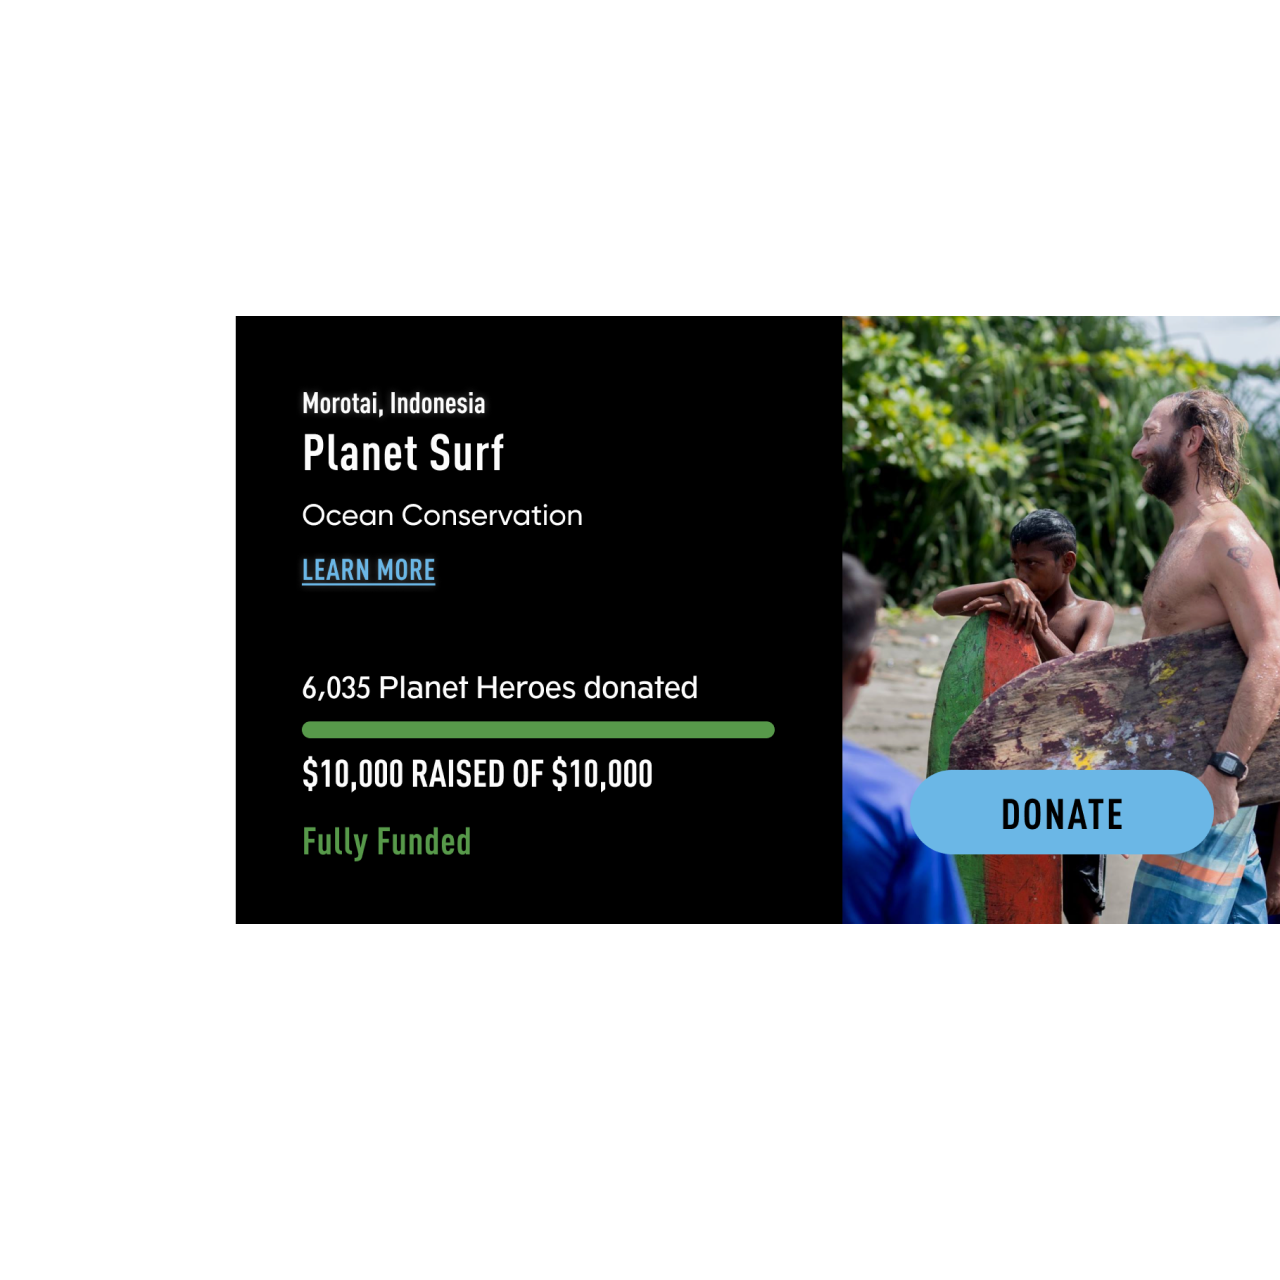 Morotai, Indonesia
Planet Surf
Ocean Conservation
LEARN MORE
6,035 Planet Heroes donated
$10,000 RAISED OF $10,000
Fully Funded
DONATE